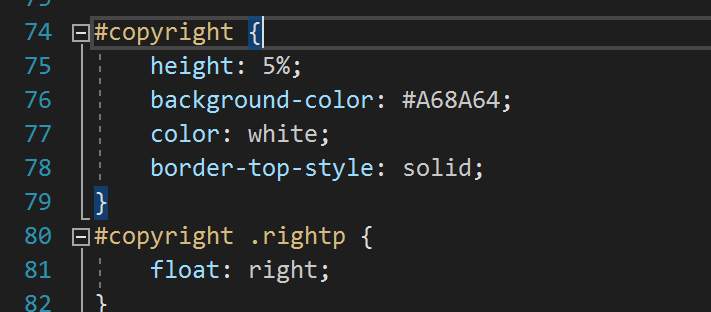 74 #copyright {
75 height: 5%;
76 background-color: #A68A64;
77 color: white;
78 border-top-style: solid;
79 }
80 #copyright .rightp {
81 float: right;
82 }